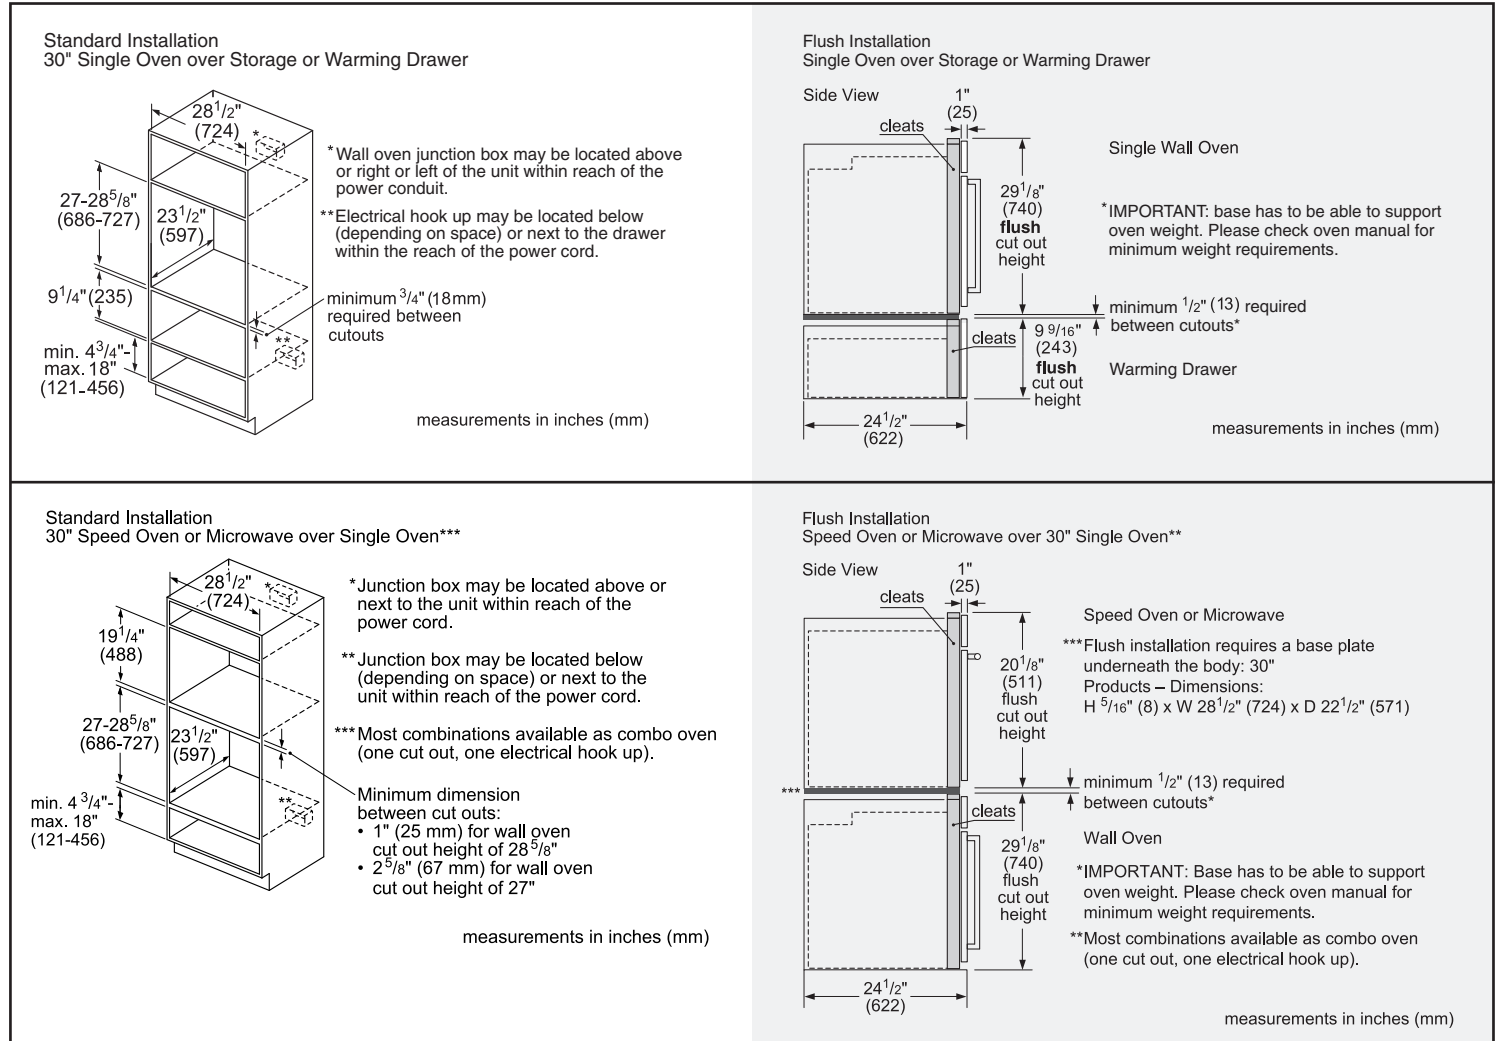 Standard Installation
30" Single Oven over Storage or Warming Drawer
28 1/2"
(724)
*
27-28 5/8"
(686-727)
23 1/2"
(597)
9 1/4" (235)
min. 4 3/4"-
max. 18"
(121-456)
**
*Wall oven junction box may be located above
or right or left of the unit within reach of the
power conduit.
**Electrical hook up may be located below
(depending on space) or next to the drawer
within the reach of the power cord.
minimum 3/4" (18mm)
required between
cutouts
measurements in inches (mm)
Flush Installation
Single Oven over Storage or Warming Drawer
Side View
1"
(25)
cleats
29 1/8"
(740)
flush
cut out
height
Single Wall Oven
*IMPORTANT: base has to be able to support
oven weight. Please check oven manual for
minimum weight requirements.
minimum 1/2" (13) required
between cutouts*
cleats
9 9/16"
(243)
flush
cut out
height
Warming Drawer
24 1/2"
(622)
measurements in inches (mm)
Standard Installation
30" Speed Oven or Microwave over Single Oven***
28 1/2"
(724)
*
19 1/4"
(488)
27-28 5/8"
(686-727)
23 1/2"
(597)
min. 4 3/4"-
max. 18"
(121-456)
**
*Junction box may be located above or
next to the unit within reach of the
power cord.
**Junction box may be located below
(depending on space) or next to the
unit within reach of the power cord.
***Most combinations available as combo oven
(one cut out, one electrical hook up).
Minimum dimension
between cut outs:
• 1" (25 mm) for wall oven
cut out height of 28 5/8"
• 2 5/8" (67 mm) for wall oven
cut out height of 27"
measurements in inches (mm)
Flush Installation
Speed Oven or Microwave over 30" Single Oven**
Side View
1"
(25)
cleats
20 1/8"
(511)
flush
cut out
height
Speed Oven or Microwave
***Flush installation requires a base plate
underneath the body: 30"
Products – Dimensions:
H 5/16" (8) x W 28 1/2" (724) x D 22 1/2" (571)
***
minimum 1/2" (13) required
between cutouts*
cleats
29 1/8"
(740)
flush
cut out
height
Wall Oven
*IMPORTANT: Base has to be able to support
oven weight. Please check oven manual for
minimum weight requirements.
**Most combinations available as combo oven
(one cut out, one electrical hook up).
24 1/2"
(622)
measurements in inches (mm)